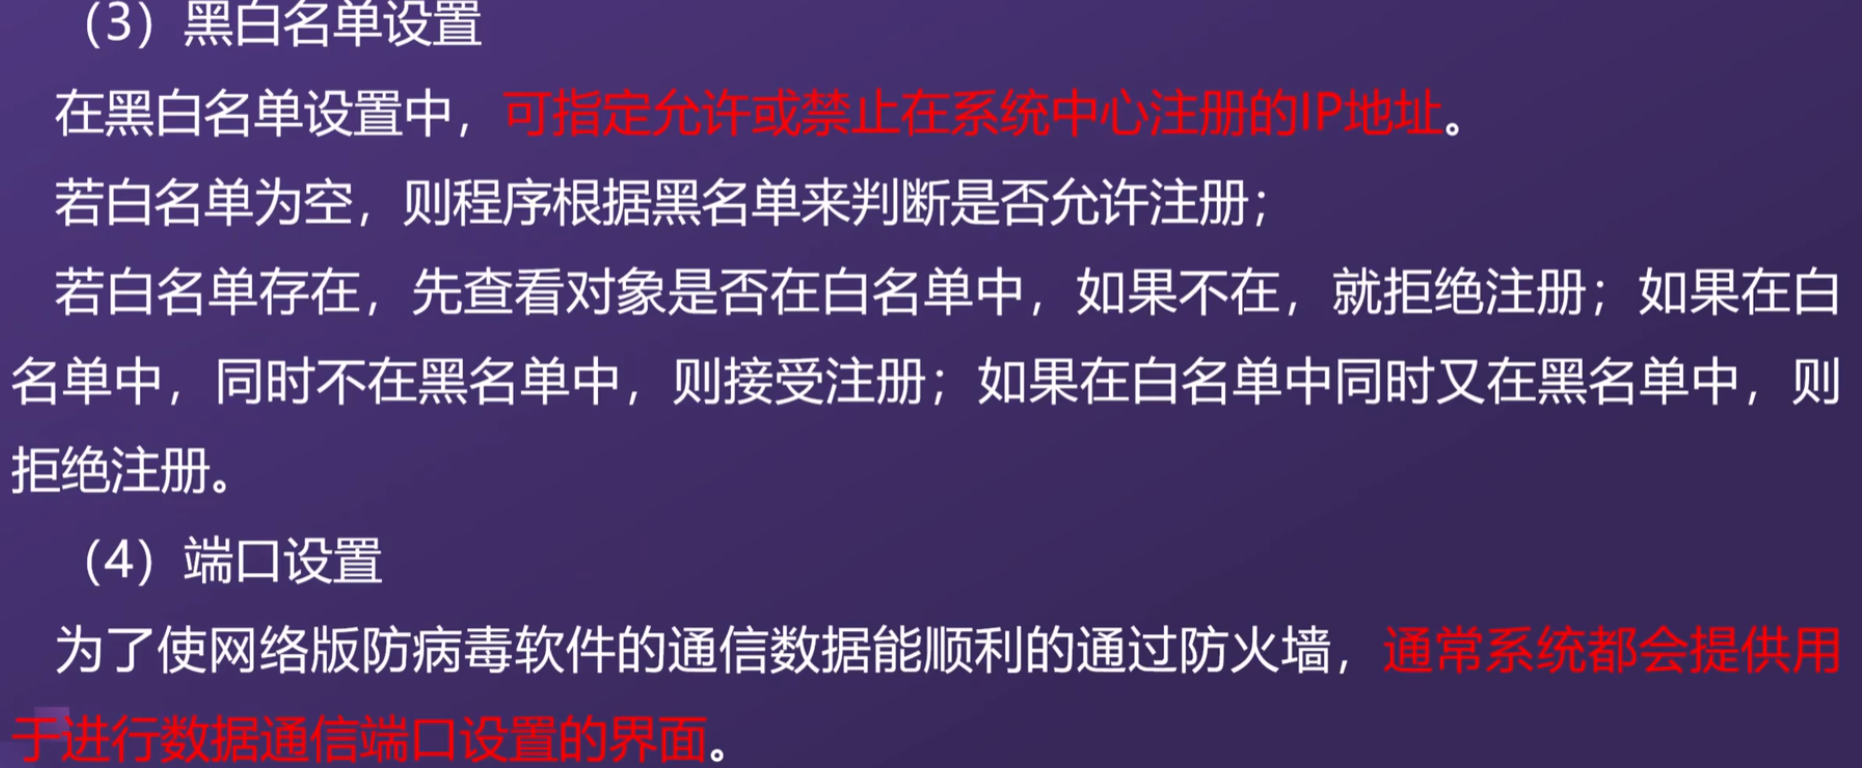 （3）黑白名单设置
在黑白名单设置中，可指定允许或禁止在系统中心注册的IP地址。
若白名单为空，则程序根据黑名单来判断是否允许注册；
若白名单存在，先查看对象是否在白名单中，如果不在，就拒绝注册；如果在白
名单中，同时不在黑名单中，则接受注册；如果在白名单中同时又在黑名单中，则
拒绝注册。
（4）端口设置
为了使网络版防病毒软件的通信数据能顺利的通过防火墙，通常系统都会提供用
于进行数据通信端口设置的界面。